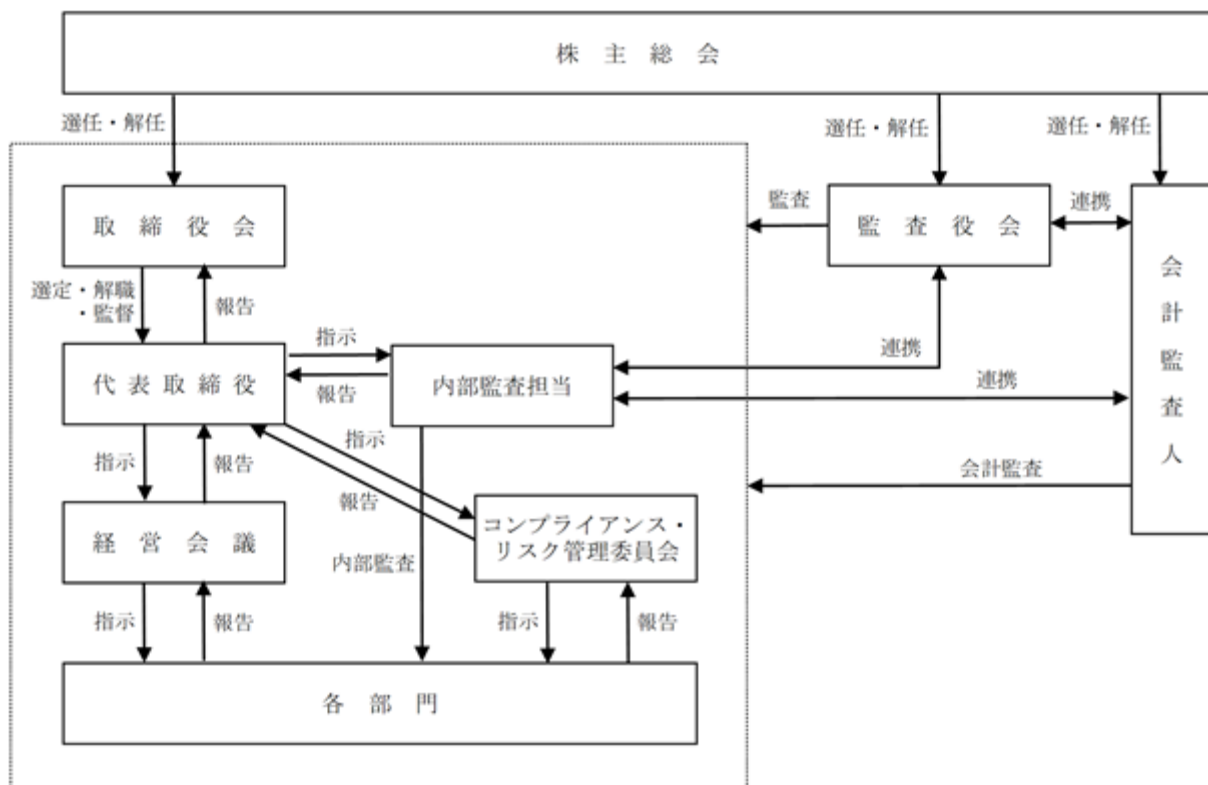 株主総会
選任・解任
選任・解任
選任・解任
取締役会
監査
監査役会
連携
会計監査人
選定・解職
・監督
報告
代表取締役
指示
報告
内部監査担当
連携
連携
指示
報告
指示
報告
会計監査
経営会議
内部監査
コンプライアンス・
リスク管理委員会
指示
報告
指示
報告
各部門